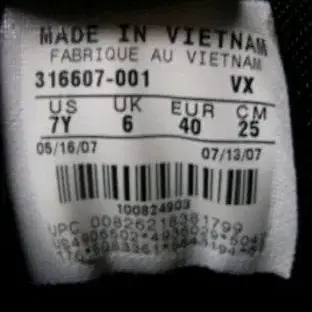 MADE IN VIETNAM
FABRIQUE AU VIETNAM
316607-001 VX
US UK EUR CM
7Y 6 40 25
05/16/07 07/13/07
100824903
UPC 00826218381799